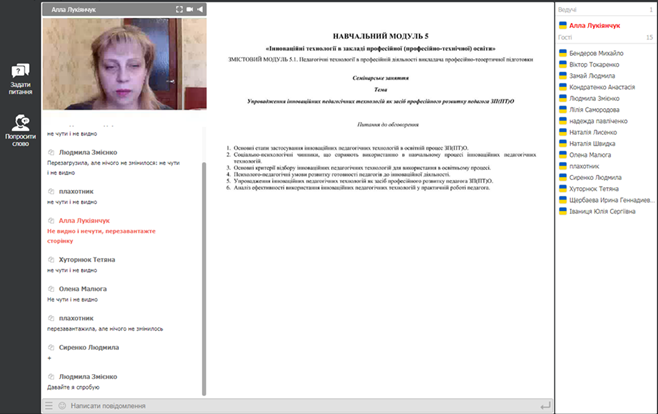 Алла Лукіянчук
Задати
питання
Попросити
слово
не чути і не видно
Людмила Змієнко
Перезагрузила, але нічого не змінилось: не чути
і не видно
плахотник
не чути і не видно
Алла Лукіянчук
Не видно і нечути, перезавантажте
сторінку
Хуторнюк Тетяна
не чути і не видно
Олена Малюга
Не чути і не видно
плахотник
перезавантажила, але нічого не змінилось
Сиренко Людмила
+
Людмила Змієнко
Давайте я спробую
Написати повідомлення
НАВЧАЛЬНИЙ МОДУЛЬ 5
«Інноваційні технології в закладі професійної (професійно-технічної) освіти»
ЗМІСТОВИЙ МОДУЛЬ 5.1. Педагогічні технології в професійній діяльності викладача професійно-теоретичної підготовки
Семінарське заняття
Тема
Упровадження інноваційних педагогічних технологій як засіб професійного розвитку педагога ЗП(ПТ)О
Питання до обговорення
1. Основні етапи застосування інноваційних педагогічних технологій в освітній процес ЗП(ПТ)О.
2. Соціально-психологічні чинники, що сприяють використанню в навчальному процесі інноваційних педагогічних
технологій.
3. Основні критерії відбору інноваційних педагогічних технологій для використання в освітньому процесі.
4. Психолого-педагогічні умови розвитку готовності педагогів до інноваційної діяльності.
5. Упровадження інноваційних педагогічних технологій як засіб професійного розвитку педагога ЗП(ПТ)О.
6. Аналіз ефективності використання інноваційних педагогічних технологій у практичній роботі педагога.
Ведучі 1
Алла Лукіянчук
Гості 15
Бендеров Михайло
Віктор Токаренко
Замай Людмила
Кондратенко Анастасія
Людмила Змієнко
Лілія Самородова
надежда павліченко
Наталія Лисенко
Наталія Швидка
Олена Малюга
плахотник
Сиренко Людмила
Хуторнюк Тетяна
Щербаева Ирина Геннадиев...
Іваниця Юлія Сергіївна